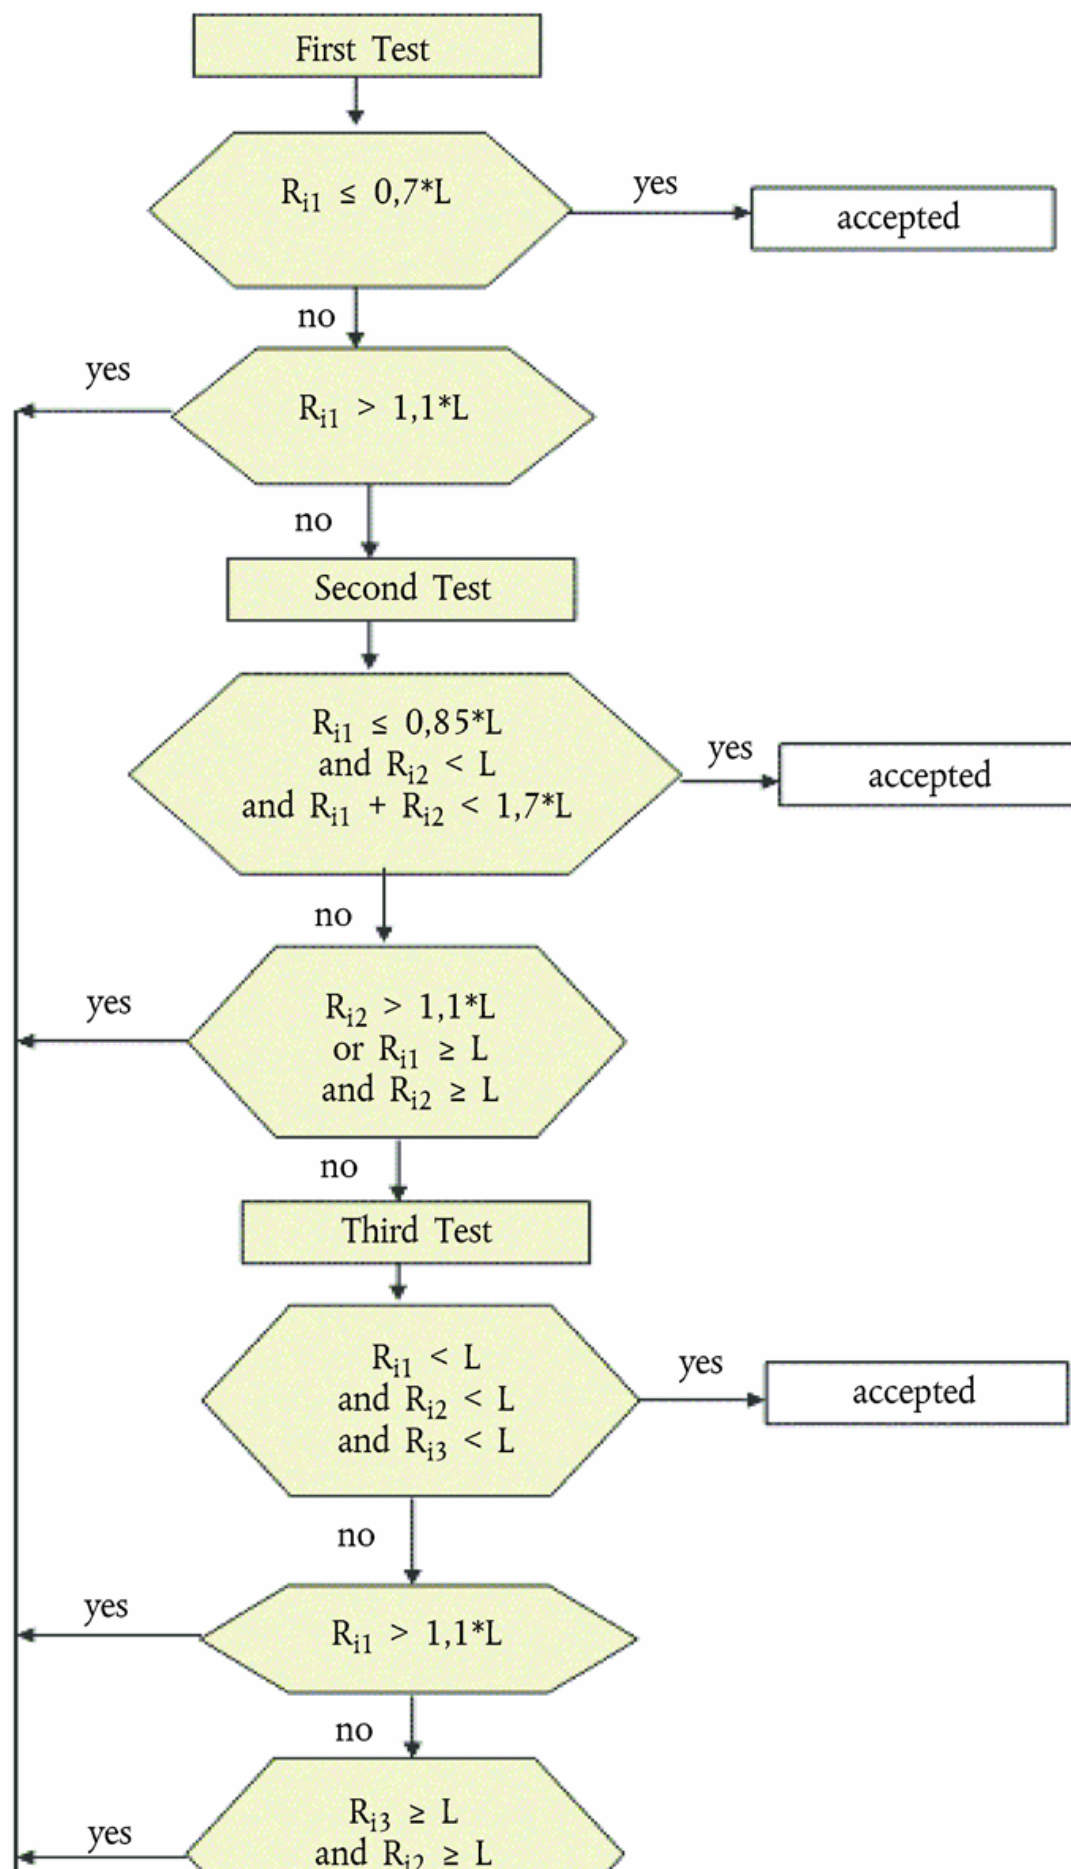 First Test
R_i1 ≤ 0,7*L
yes
accepted
no
yes
R_i1 > 1,1*L
no
Second Test
R_i1 ≤ 0,85*L
and R_i2 < L
and R_i1 + R_i2 < 1,7*L
yes
accepted
no
yes
R_i2 > 1,1*L
or R_i1 ≥ L
and R_i2 ≥ L
no
Third Test
R_i1 < L
and R_i2 < L
and R_i3 < L
yes
accepted
no
yes
R_i1 > 1,1*L
no
yes
R_i3 ≥ L
and R_i2 ≥ L